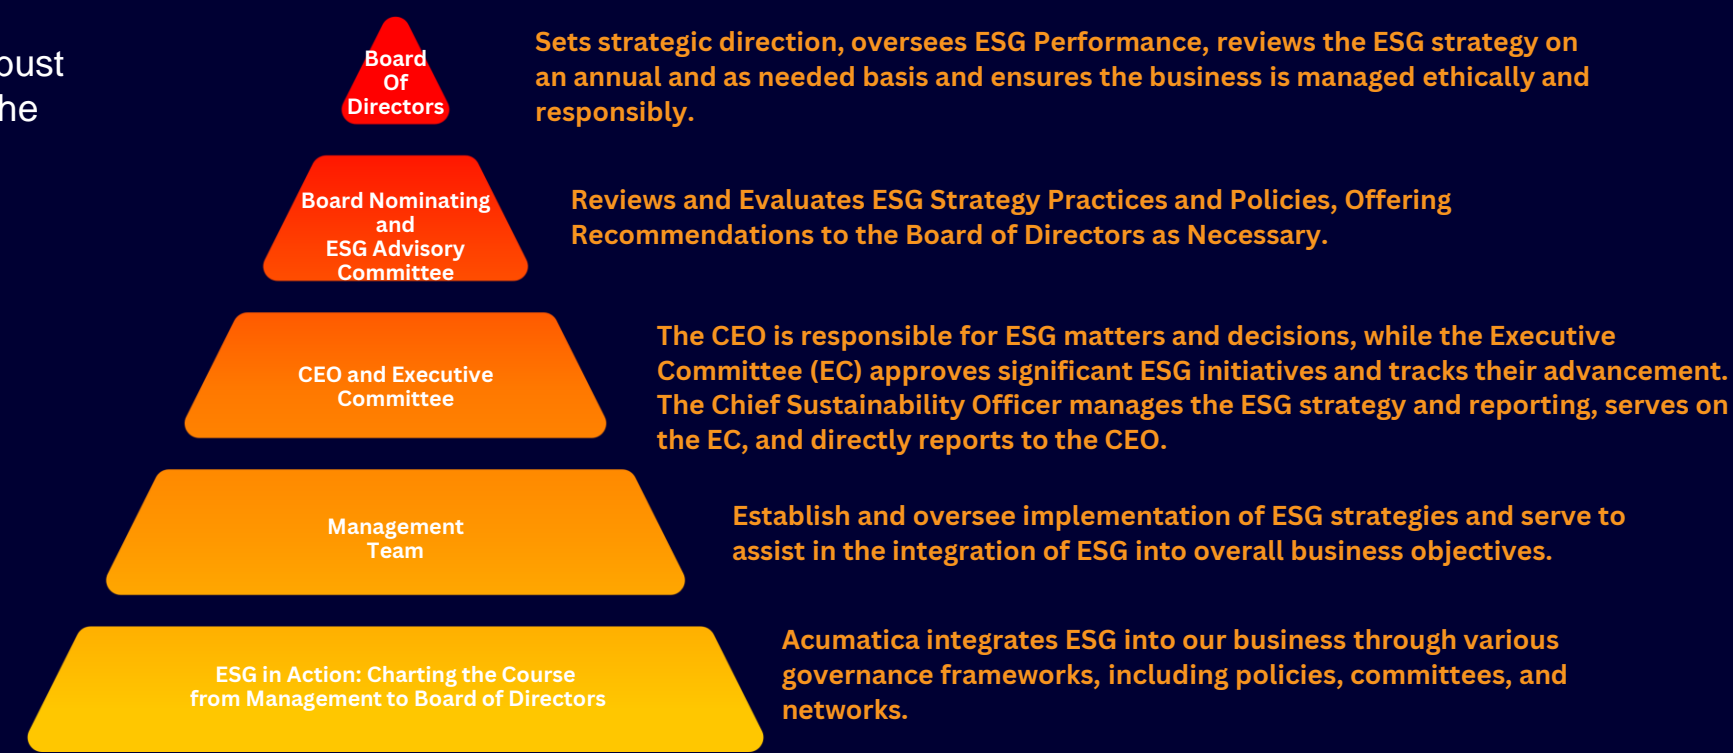 Board
Of
Directors
Sets strategic direction, oversees ESG Performance, reviews the ESG strategy on
an annual and as needed basis and ensures the business is managed ethically and
responsibly.
he
Board Nominating
and
ESG Advisory
Committee
Reviews and Evaluates ESG Strategy Practices and Policies, Offering
Recommendations to the Board of Directors as Necessary.
CEO and Executive
Committee
The CEO is responsible for ESG matters and decisions, while the Executive
Committee (EC) approves significant ESG initiatives and tracks their advancement.
The Chief Sustainability Officer manages the ESG strategy and reporting, serves on
the EC, and directly reports to the CEO.
Management
Team
Establish and oversee implementation of ESG strategies and serve to
assist in the integration of ESG into overall business objectives.
ESG in Action: Charting the Course
from Management to Board of Directors
Acumatica integrates ESG into our business through various
governance frameworks, including policies, committees, and
networks.